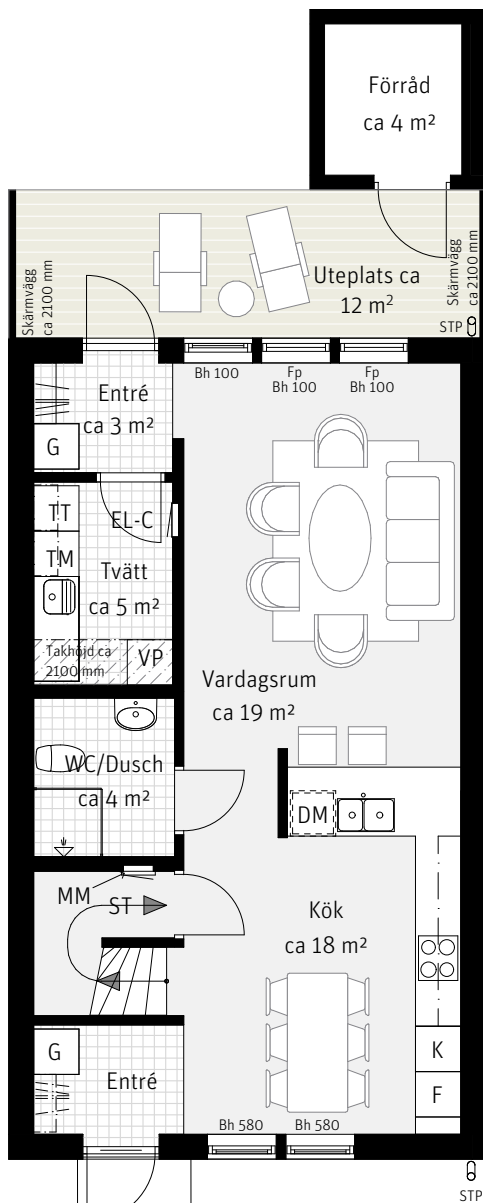 Förråd
ca 4 m²
Skärmvägg
ca 2100 mm
Uteplats ca
12 m²
Skärmvägg
ca 2100 mm
STP
Bh 100
Fp
Bh 100
Fp
Bh 100
Entré
ca 3 m²
G
TT
EL-C
TM
Tvätt
ca 5 m²
Takhöjd ca
2100 mm
VP
Vardagsrum
ca 19 m²
WC/Dusch
ca 4 m²
DM
MM
ST
Kök
ca 18 m²
G
Entré
K
F
Bh 580
Bh 580
STP